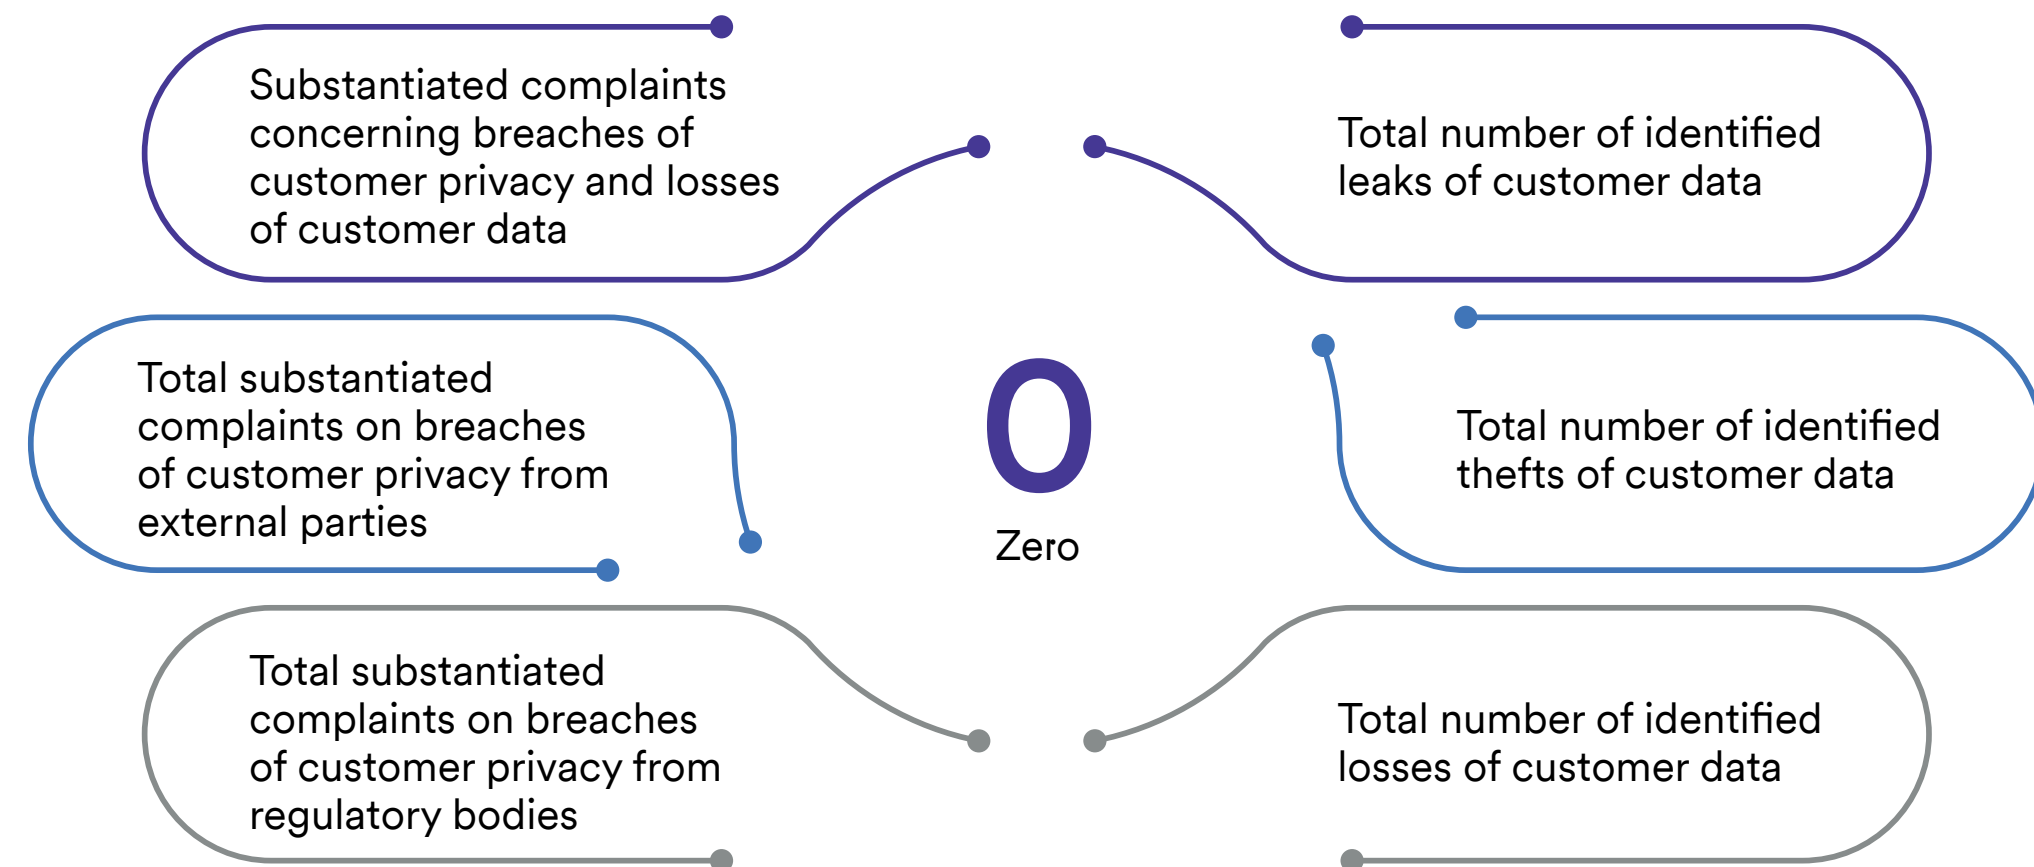 Substantiated complaints
concerning breaches of
customer privacy and losses
of customer data
Total number of identified
leaks of customer data
Total substantiated
complaints on breaches
of customer privacy from
external parties
0
Zero
Total number of identified
thefts of customer data
Total substantiated
complaints on breaches
of customer privacy from
regulatory bodies
Total number of identified
losses of customer data